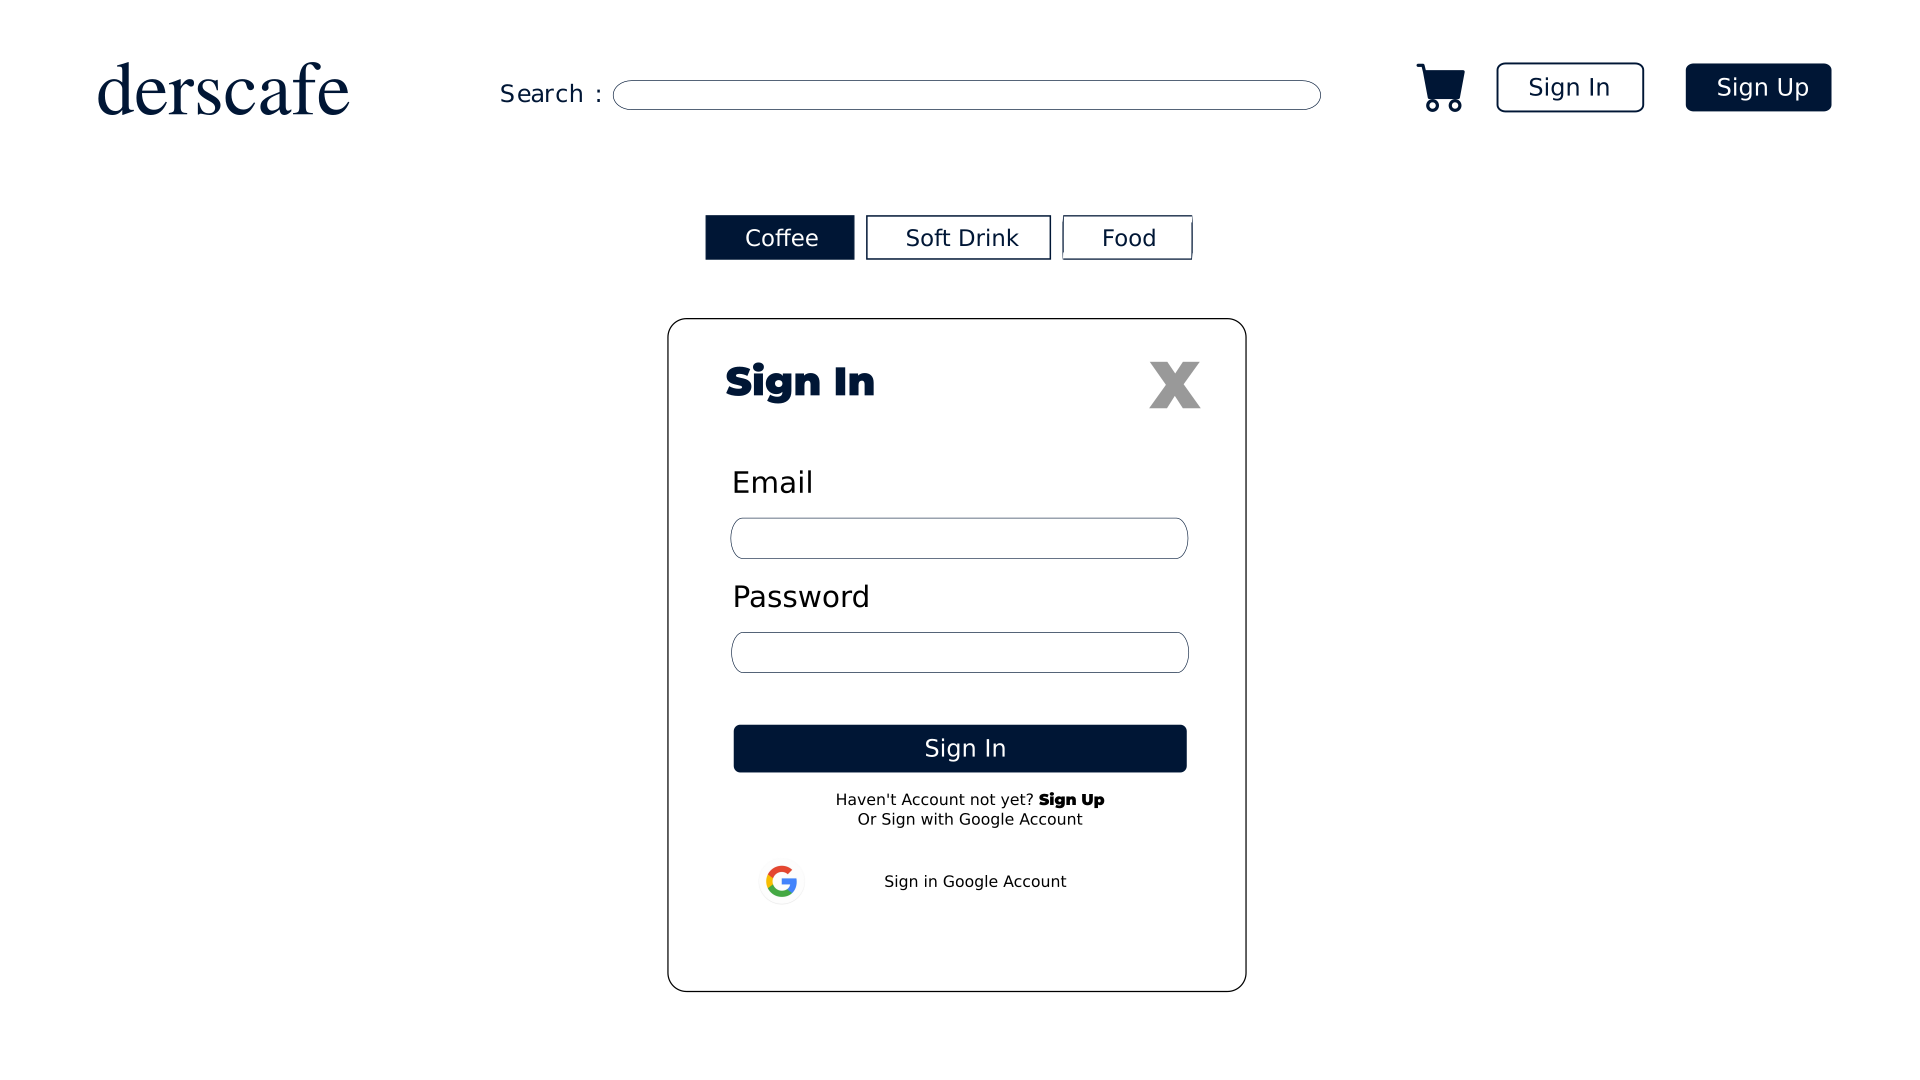 derscafe
Search :
Sign In
Sign Up
Coffee
Soft Drink
Food
Sign In
X
Email
Password
Sign In
Haven't Account not yet? Sign Up
Or Sign with Google Account
Sign in Google Account